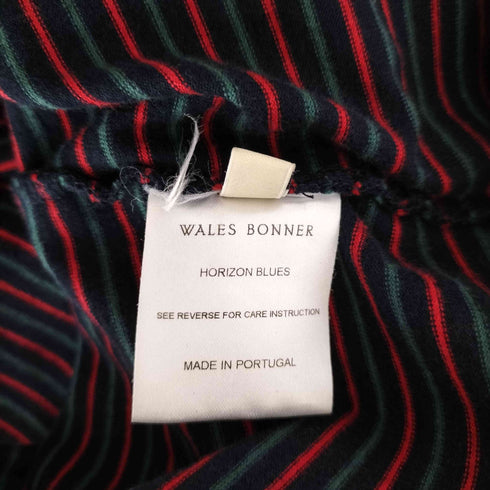 WALES BONNER
HORIZON BLUES
SEE REVERSE FOR CARE INSTRUCTION
MADE IN PORTUGAL